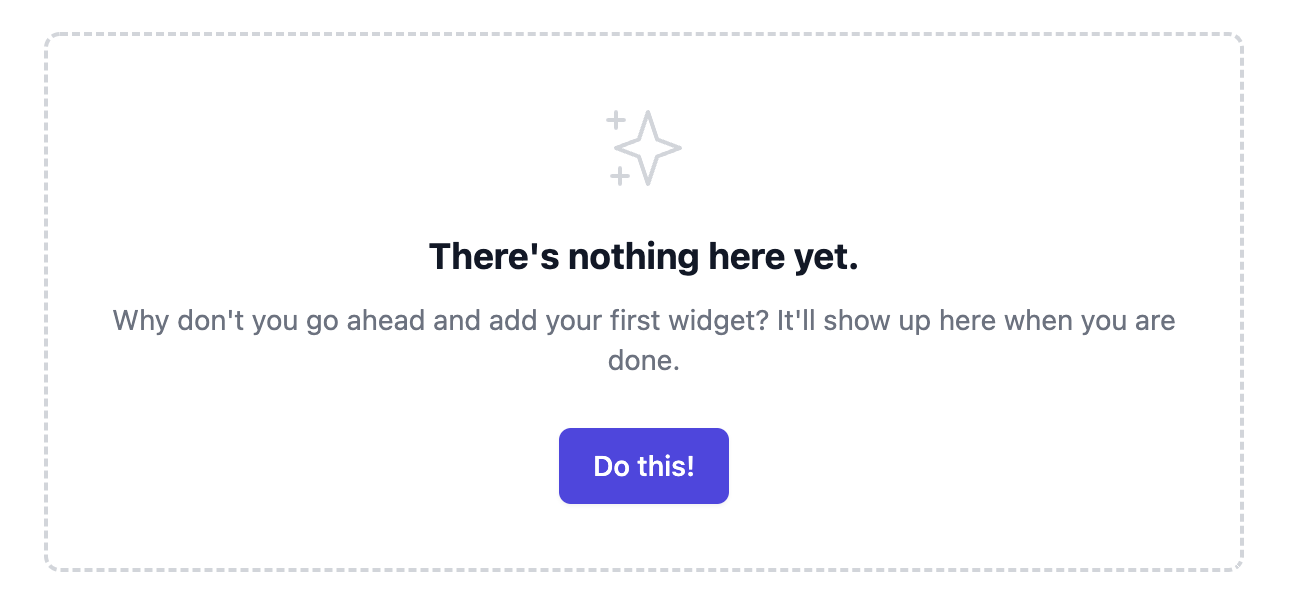 There's nothing here yet.
Why don't you go ahead and add your first widget? It'll show up here when you are
done.
Do this!